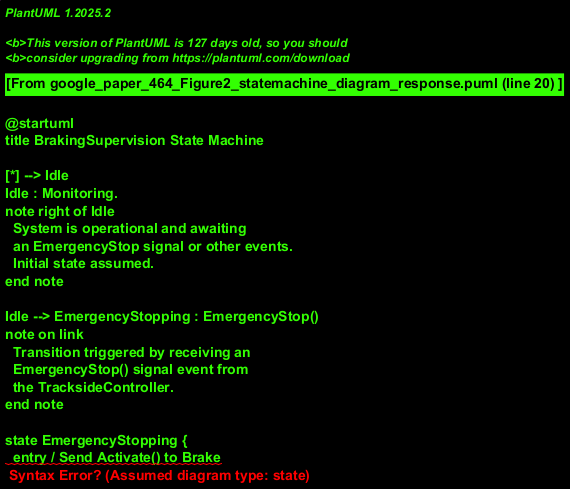 PlantUML 1.2025.2
<b>This version of PlantUML is 127 days old, so you should
<b>consider upgrading from https://plantuml.com/download
[From google_paper_464_Figure2_statemachine_diagram_response.puml (line 20) ]
@startuml
title BrakingSupervision State Machine
[*] --> Idle
Idle : Monitoring.
note right of Idle
System is operational and awaiting
an EmergencyStop signal or other events.
Initial state assumed.
end note
Idle --> EmergencyStopping : EmergencyStop()
note on link
Transition triggered by receiving an
EmergencyStop() signal event from
the TracksideController.
end note
state EmergencyStopping {
entry / Send Activate() to Brake
Syntax Error? (Assumed diagram type: state)